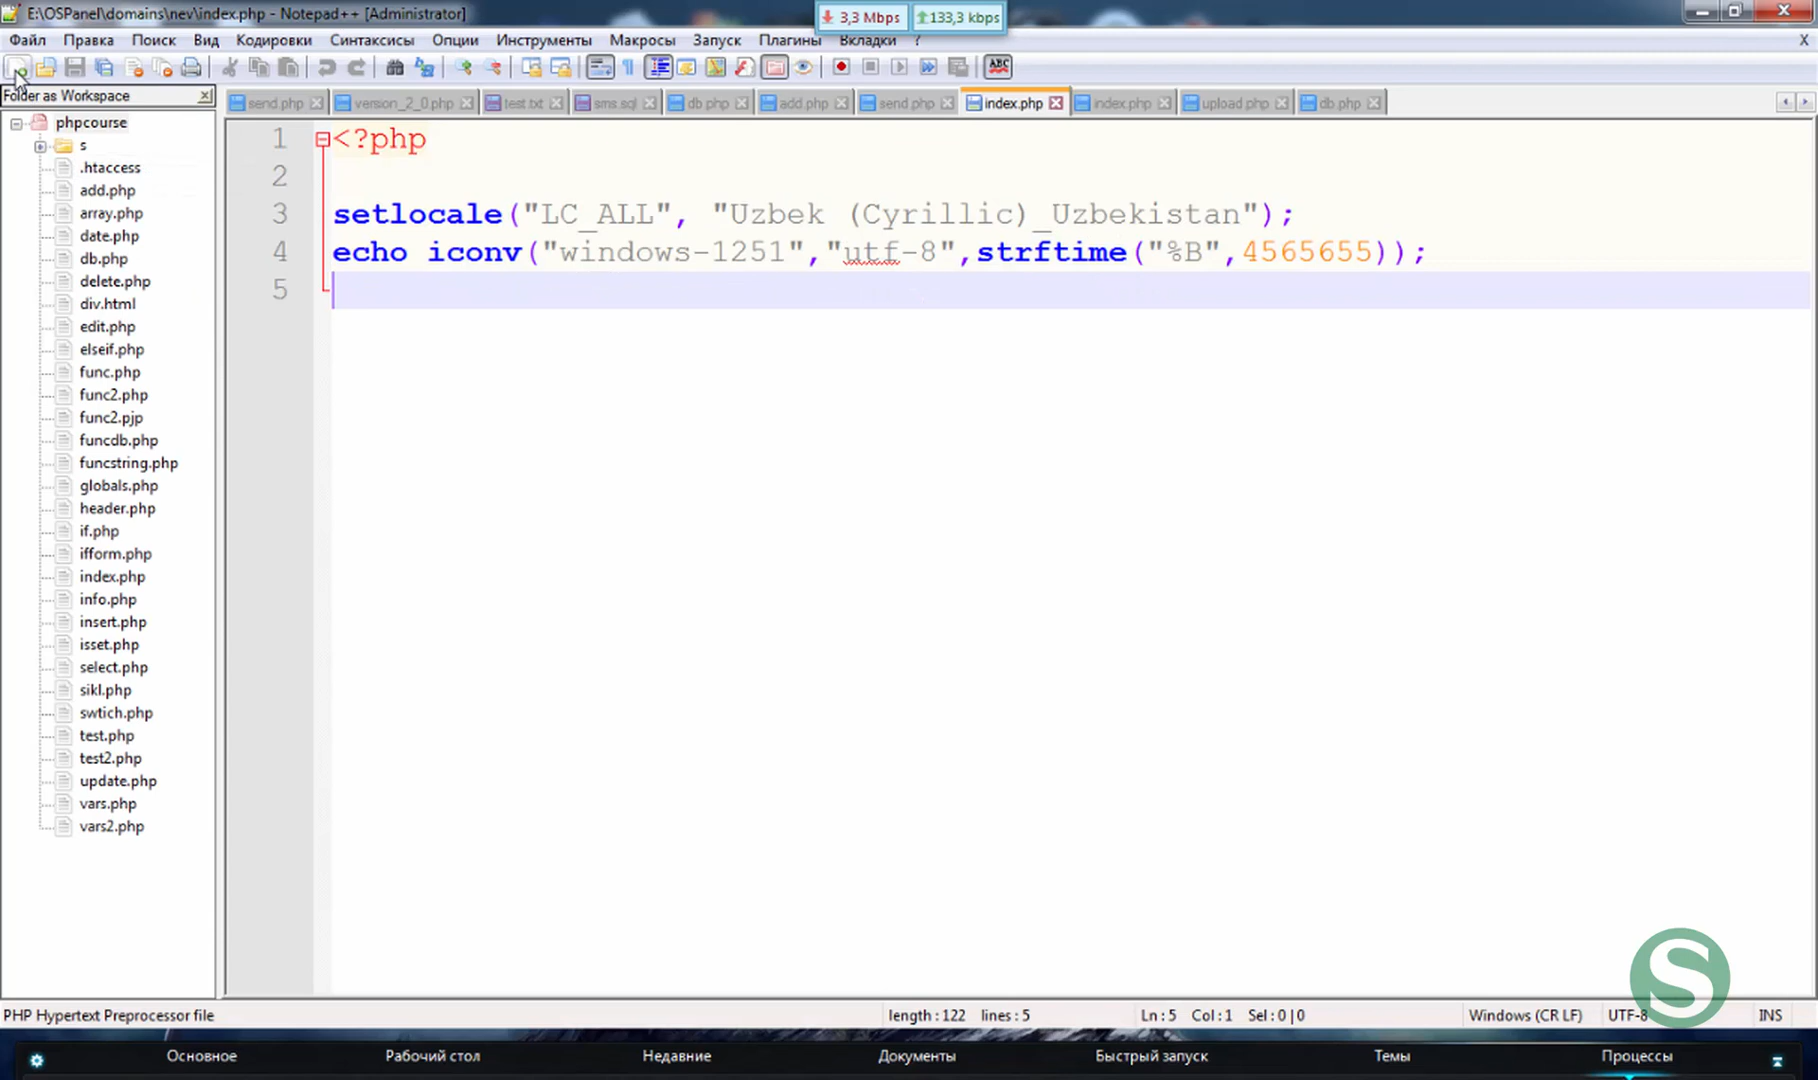 E:\OSPanel\domains\nev\index.php - Notepad++ [Administrator]
3,3 Mbps 133,3 kbps
Файл Правка Поиск Вид Кодировки Синтаксисы Опции Инструменты Макросы Запуск Плагины Вкладки ? X
ABC
Folder as Workspace
send.php version_2_0.php test.txt sms.sql db.php add.php send.php index.php index.php upload.php db.php
phpcourse
s
.htaccess
add.php
array.php
date.php
db.php
delete.php
div.html
edit.php
elseif.php
func.php
func2.php
func2.pjp
funcdb.php
funcstring.php
globals.php
header.php
if.php
ifform.php
index.php
info.php
insert.php
isset.php
select.php
sikl.php
swtich.php
test.php
test2.php
update.php
vars.php
vars2.php
1 <?php
2
3 setlocale("LC_ALL", "Uzbek (Cyrillic)_Uzbekistan");
4 echo iconv("windows-1251","utf-8",strftime("%B",4565655));
5
S
PHP Hypertext Preprocessor file length : 122 lines : 5 Ln : 5 Col : 1 Sel : 0 | 0 Windows (CR LF) UTF-8 INS
Основное Рабочий стол Недавние Документы Быстрый запуск Темы Процессы